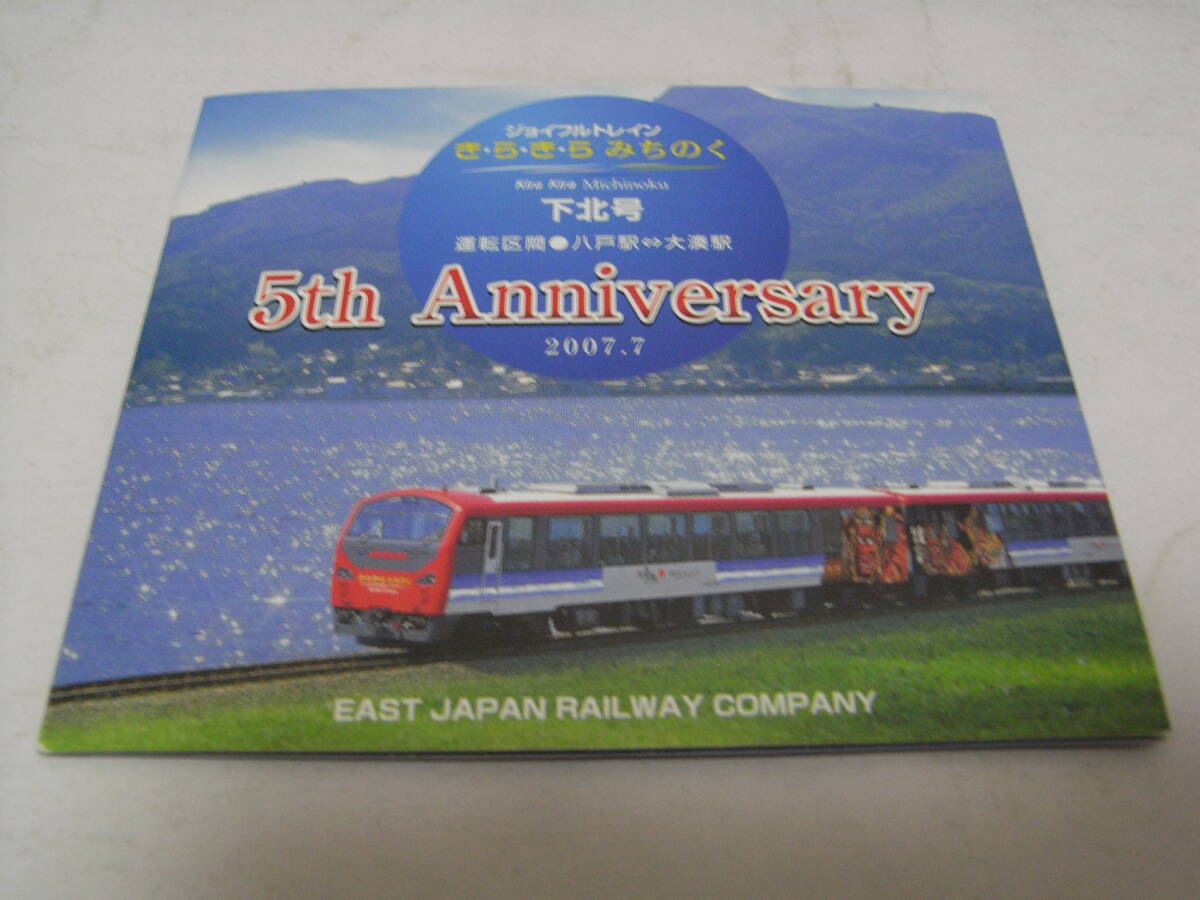 ジョイフルトレイン
き・ら・き・ら みちのく
Kira Kira Michinoku
下北号
運転区間●八戸駅⇔大湊駅
5th Anniversary
2007.7
EAST JAPAN RAILWAY COMPANY